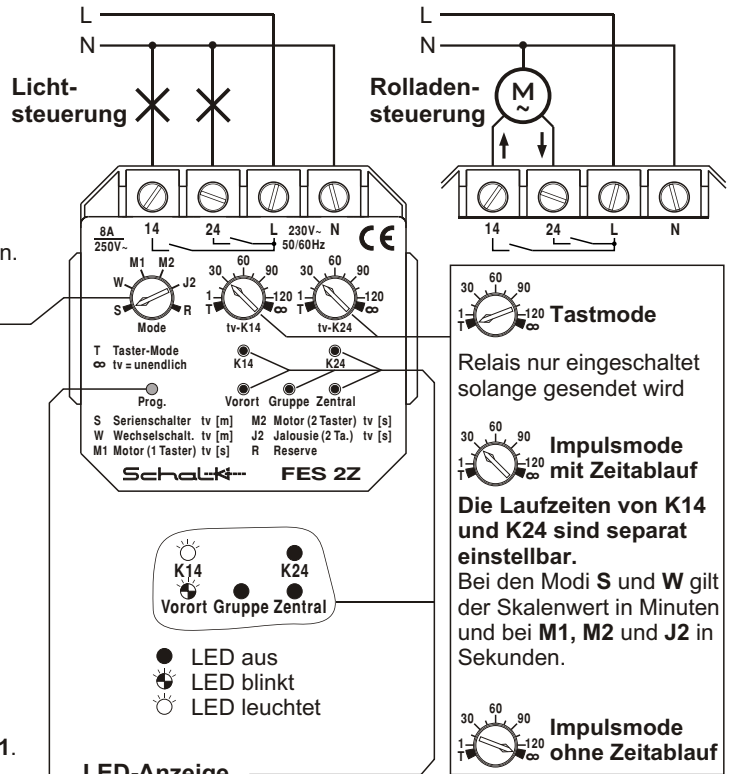 L
N
Licht-
steuerung
L
N
Rolladen-
steuerung
M
~
8A
250V~
14
24
L
230V~
50/60Hz
N
CE
14
24
L
N
S
W
M1
M2
J2
R
Mode
T
1
30
60
90
120
∞
tv-K14
T
1
30
60
90
120
∞
tv-K24
T Taster-Mode
∞ tv = unendlich
K14
K24
Prog.
Vorort Gruppe Zentral
S Serienschalter tv [m]
W Wechselschalt. tv [m]
M1 Motor (1 Taster) tv [s]
M2 Motor (2 Taster) tv [s]
J2 Jalousie (2 Ta.) tv [s]
R Reserve
Schalk
FES 2Z
n.
T
1
30
60
90
120
∞
Tastmode
Relais nur eingeschaltet
solange gesendet wird
T
1
30
60
90
120
∞
Impulsmode
mit Zeitablauf
Die Laufzeiten von K14
und K24 sind separat
einstellbar.
Bei den Modi S und W gilt
der Skalenwert in Minuten
und bei M1, M2 und J2 in
Sekunden.
T
1
30
60
90
120
∞
Impulsmode
ohne Zeitablauf
K14
K24
Vorort Gruppe Zentral
LED aus
LED blinkt
LED leuchtet
1.
LED-Anzeige